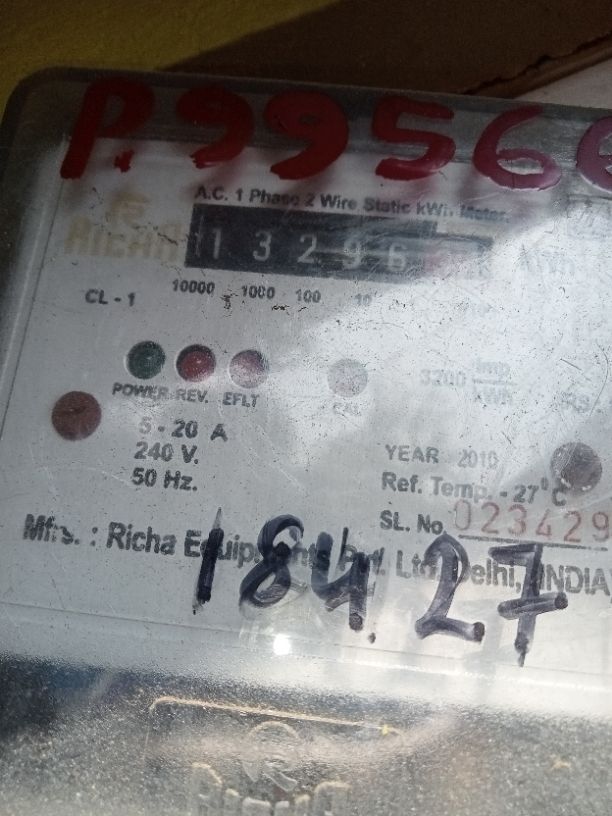 P.99566
A.C. 1 Phase 2 Wire Static kWh Meter.
RICHA 13296
CL - 1 10000 1000 100 10
3200 imp/kWh
POWER REV. EFLT CAL
5 - 20 A
240 V.
50 Hz.
YEAR : 2010
Ref. Temp. - 27°C
SL. No. 023429
Mfrs. : Richa Equipments Pvt. Ltd. Delhi, (INDIA)
184.27